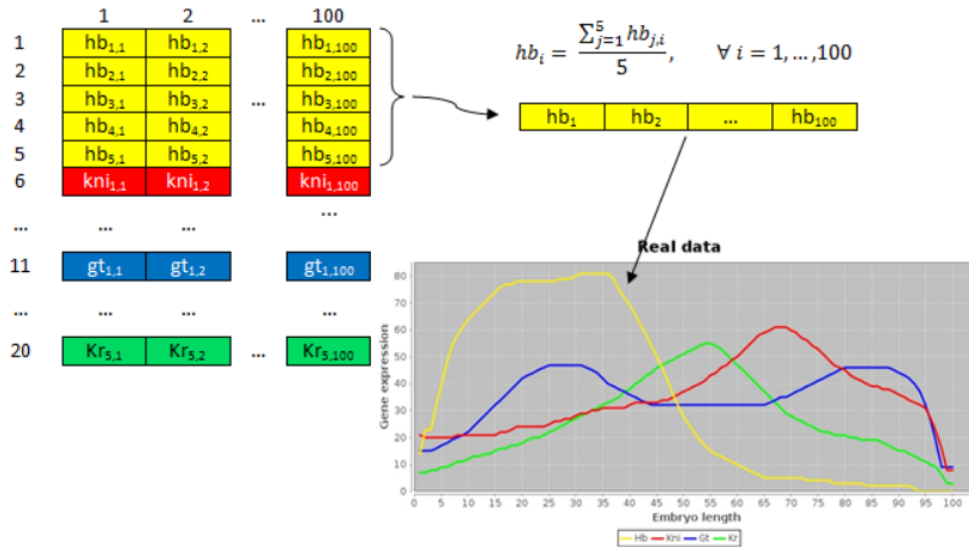 1 2 ... 100
1 hb1,1 hb1,2 hb1,100
2 hb2,1 hb2,2 hb2,100
3 hb3,1 hb3,2 ... hb3,100
4 hb4,1 hb4,2 hb4,100
5 hb5,1 hb5,2 hb5,100
6 kni1,1 kni1,2 kni1,100
... ... ... ...
11 gt1,1 gt1,2 gt1,100
... ... ... ...
20 Kr5,1 Kr5,2 ... Kr5,100
hb_i = ∑_{j=1}^{5} hb_{j,i} / 5, ∀ i = 1, … ,100
hb1 hb2 ... hb100
Real data
Gene expression
80
70
60
50
40
30
20
10
0
0 5 10 15 20 25 30 35 40 45 50 55 60 65 70 75 80 85 90 95 100
Embryo length
Hb Kni Gt Kr